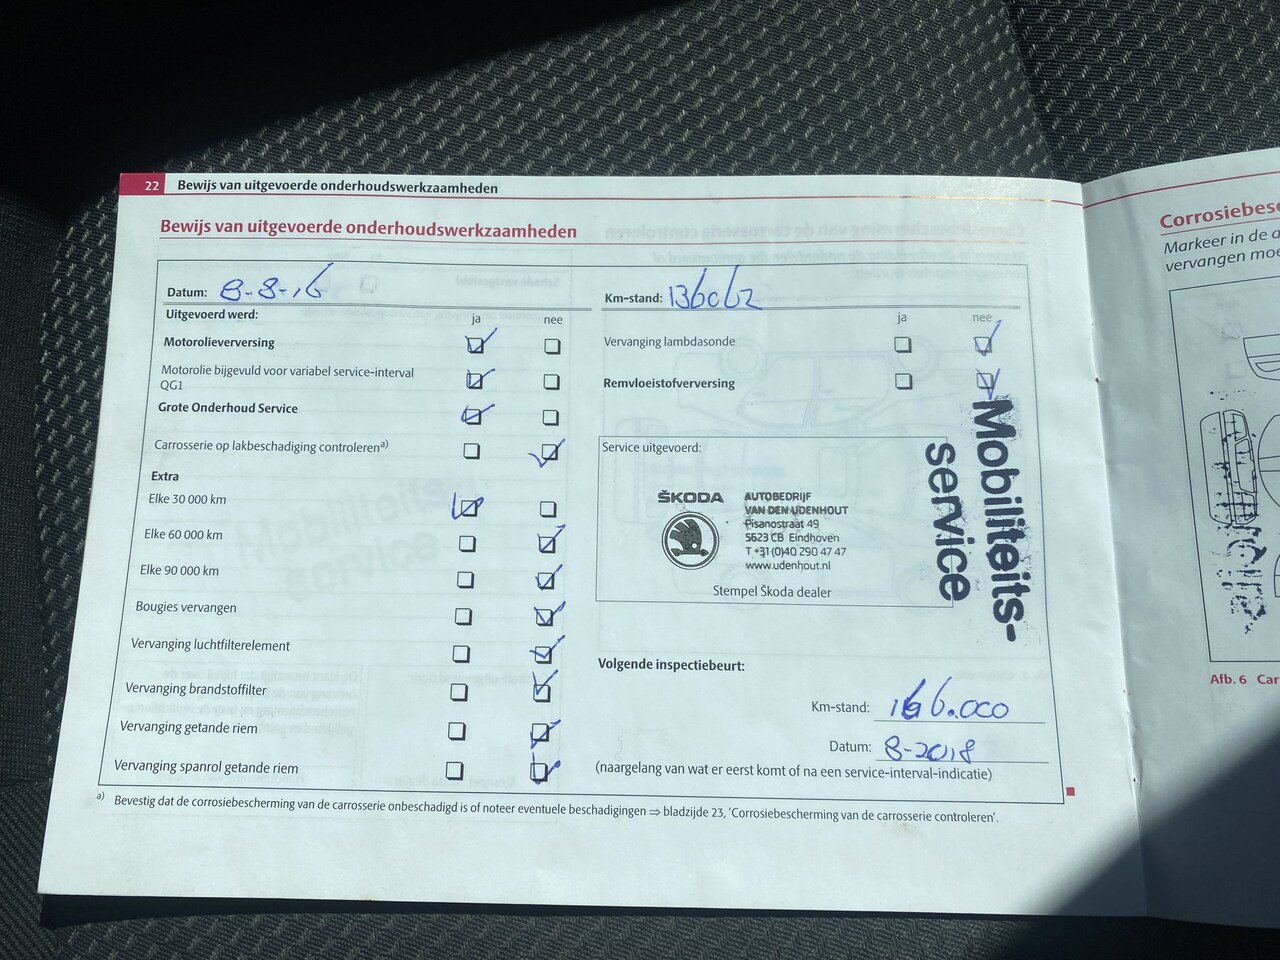 22 Bewijs van uitgevoerde onderhoudswerkzaamheden
Bewijs van uitgevoerde onderhoudswerkzaamheden
Datum: 8-8-16
Km-stand: 136062
Uitgevoerd werd: ja nee
ja nee
Motorolieverversing
Motorolie bijgevuld voor variabel service-interval
QG1
Grote Onderhoud Service
Carrosserie op lakbeschadiging controleren a)
Extra
Elke 30 000 km
Elke 60 000 km
Elke 90 000 km
Bougies vervangen
Vervanging luchtfilterelement
Vervanging brandstoffilter
Vervanging getande riem
Vervanging spanrol getande riem
Vervanging lambdasonde
Remvloeistofverversing
Service uitgevoerd:
ŠKODA
AUTOBEDRIJF
VAN DEN UDENHOUT
Pisanostraat 49
5623 CB Eindhoven
T +31 (0)40 290 47 47
www.udenhout.nl
Stempel Škoda dealer
Mobiliteits-
service
Volgende inspectiebeurt:
Km-stand: 166.000
Datum: 8-2018
(naargelang van wat er eerst komt of na een service-interval-indicatie)
a) Bevestig dat de corrosiebescherming van de carrosserie onbeschadigd is of noteer eventuele beschadigingen ⇒ bladzijde 23, 'Corrosiebescherming van de carrosserie controleren'.
Markeer in de
vervangen
Afb. 6